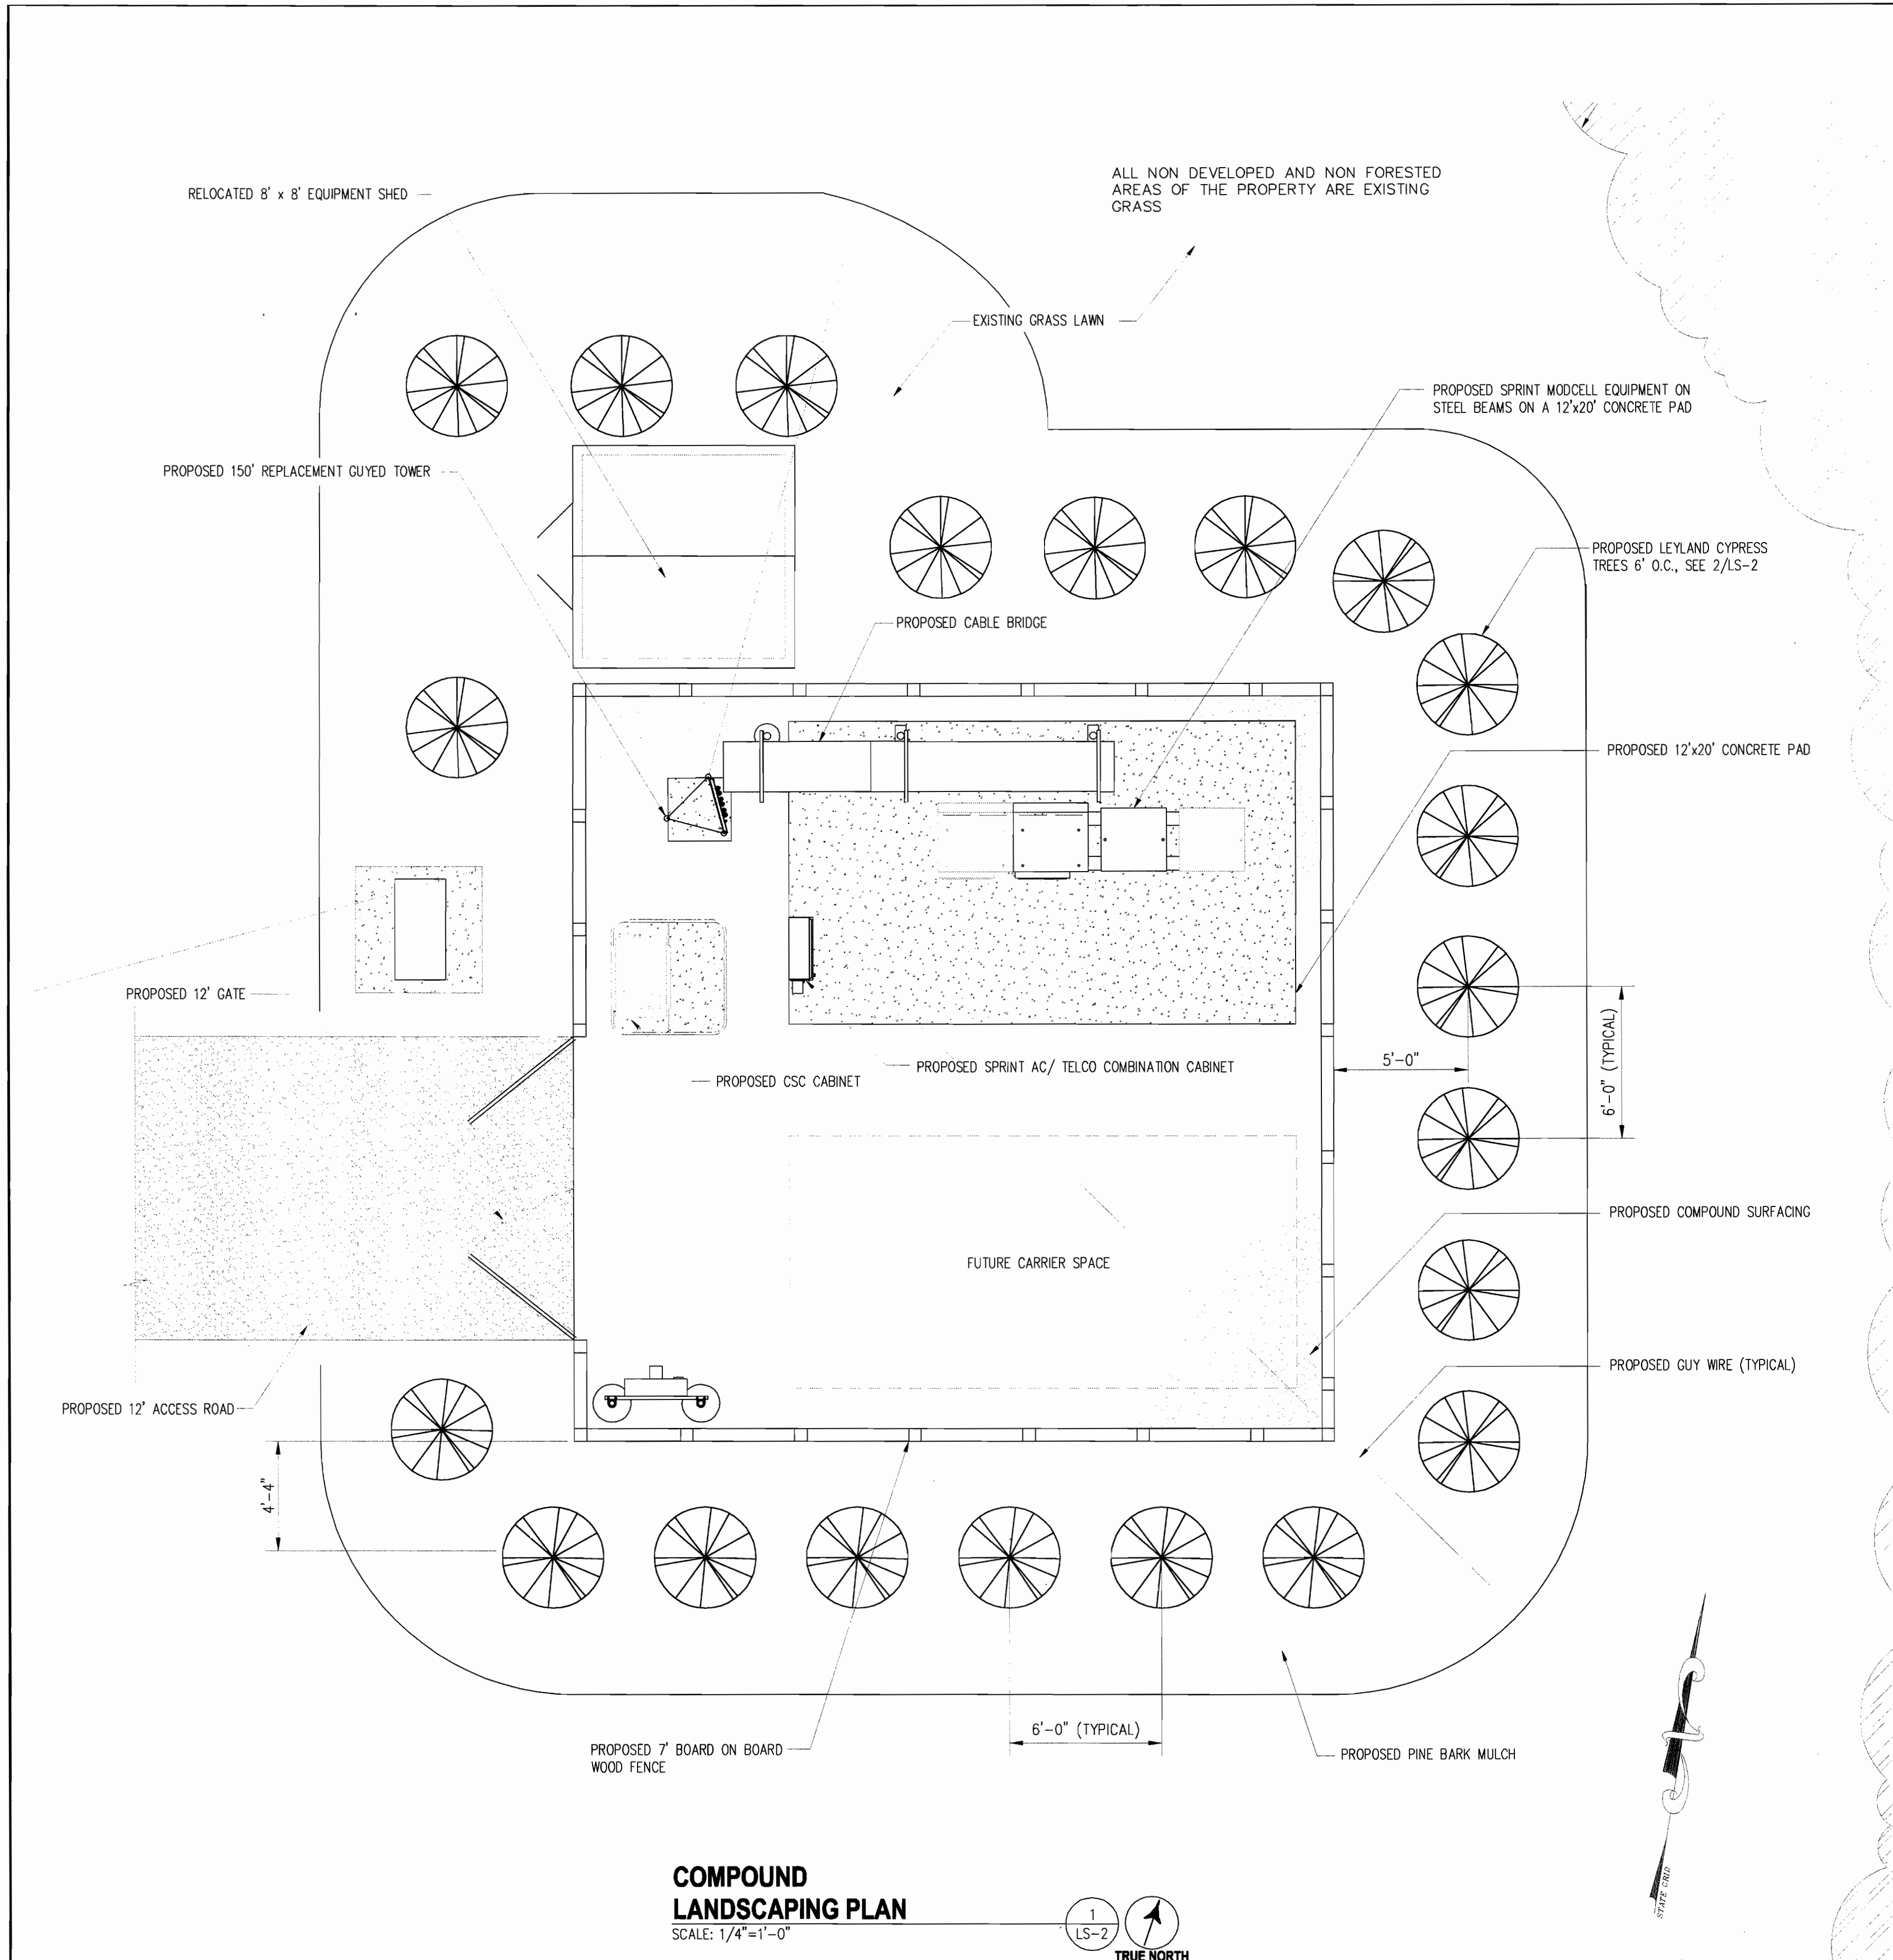 ALL NON DEVELOPED AND NON FORESTED
AREAS OF THE PROPERTY ARE EXISTING
GRASS
RELOCATED 8' x 8' EQUIPMENT SHED
EXISTING GRASS LAWN
PROPOSED SPRINT MODCELL EQUIPMENT ON
STEEL BEAMS ON A 12'x20' CONCRETE PAD
PROPOSED 150' REPLACEMENT GUYED TOWER
PROPOSED LEYLAND CYPRESS
TREES 6' O.C., SEE 2/LS-2
PROPOSED CABLE BRIDGE
PROPOSED 12'x20' CONCRETE PAD
PROPOSED 12' GATE
5'-0"
6'-0" (TYPICAL)
PROPOSED SPRINT AC/ TELCO COMBINATION CABINET
PROPOSED CSC CABINET
PROPOSED COMPOUND SURFACING
FUTURE CARRIER SPACE
PROPOSED GUY WIRE (TYPICAL)
PROPOSED 12' ACCESS ROAD
4'-4"
6'-0" (TYPICAL)
PROPOSED 7' BOARD ON BOARD
WOOD FENCE
PROPOSED PINE BARK MULCH
STATE GRID
COMPOUND
LANDSCAPING PLAN
SCALE: 1/4"=1'-0"
1
LS-2
TRUE NORTH